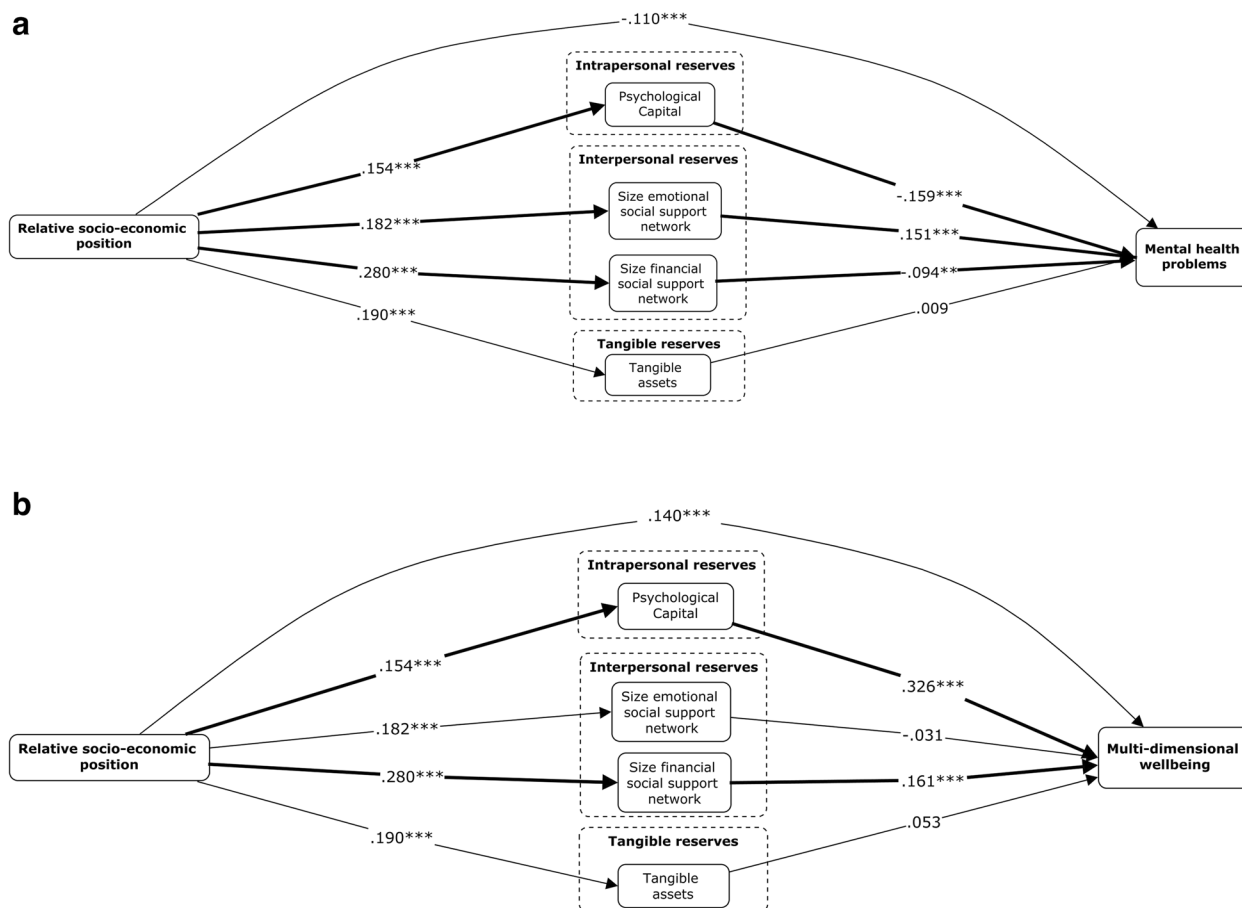 a
-.110***
Intrapersonal reserves
Psychological
Capital
.154***
Interpersonal reserves
-.159***
Size emotional
social support
network
.182***
.151***
Relative socio-economic
position
Mental health
problems
Size financial
social support
network
.280***
-.094**
.190***
.009
Tangible reserves
Tangible
assets
b
.140***
Intrapersonal reserves
Psychological
Capital
.154***
Interpersonal reserves
.326***
Size emotional
social support
network
.182***
-.031
Relative socio-economic
position
Multi-dimensional
wellbeing
Size financial
social support
network
.280***
.161***
.190***
.053
Tangible reserves
Tangible
assets